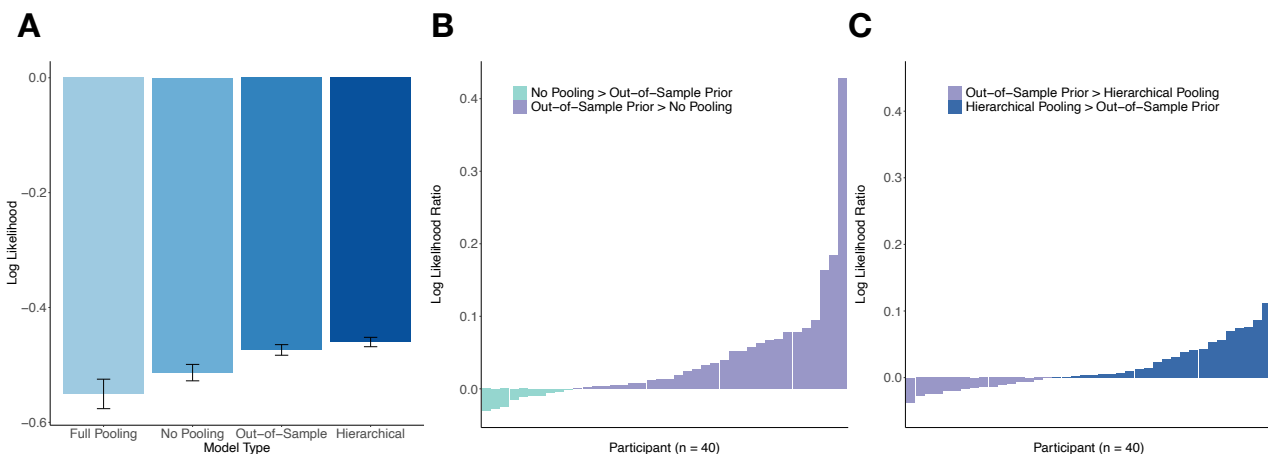 A
Log Likelihood
0.0
−0.2
−0.4
−0.6
Full Pooling
No Pooling
Out−of−Sample
Hierarchical
Model Type
B
Log Likelihood Ratio
0.4
0.3
0.2
0.1
0.0
No Pooling > Out−of−Sample Prior
Out−of−Sample Prior > No Pooling
Participant (n = 40)
C
Log Likelihood Ratio
0.4
0.3
0.2
0.1
0.0
Out−of−Sample Prior > Hierarchical Pooling
Hierarchical Pooling > Out−of−Sample Prior
Participant (n = 40)